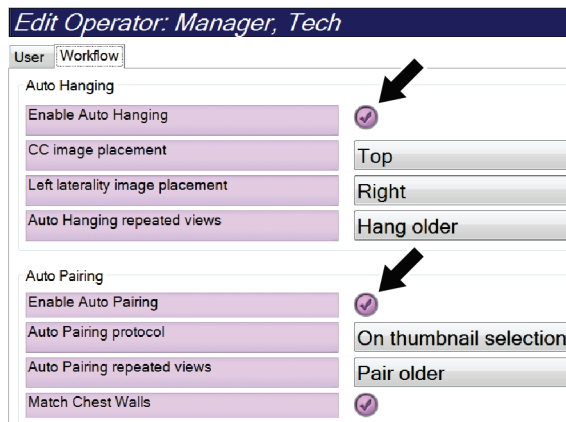 Edit Operator: Manager, Tech
User Workflow
Auto Hanging
Enable Auto Hanging
CC image placement Top
Left laterality image placement Right
Auto Hanging repeated views Hang older
Auto Pairing
Enable Auto Pairing
Auto Pairing protocol On thumbnail selection
Auto Pairing repeated views Pair older
Match Chest Walls